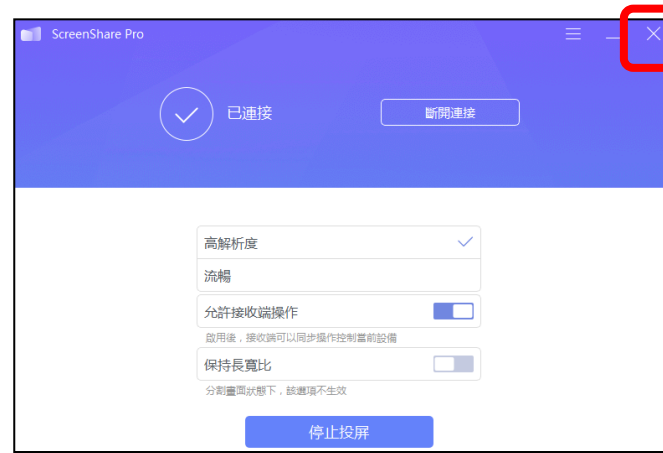 ScreenShare Pro
已連接
斷開連接
高解析度
流暢
允許接收端操作
啟用後，接收端可以同步操作控制當前設備
保持長寬比
分割畫面狀態下，該選項不生效
停止投屏